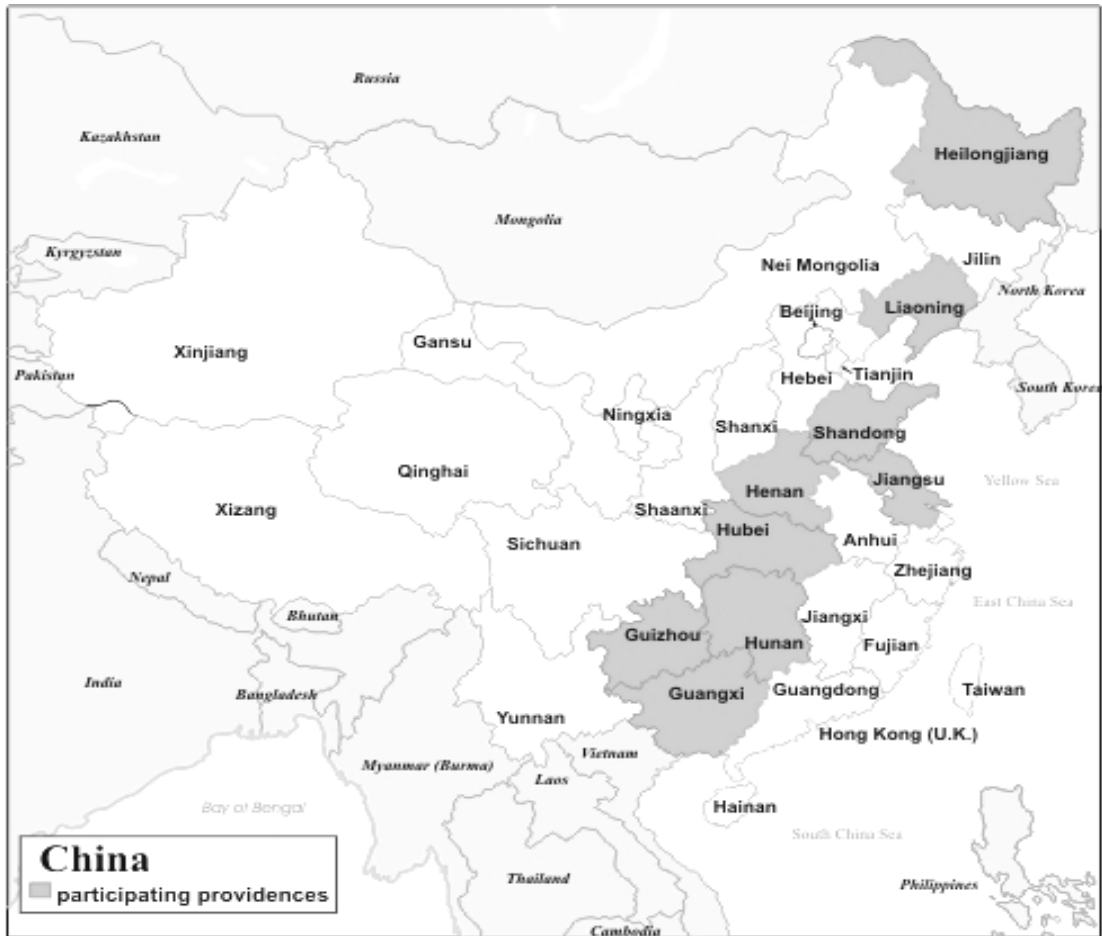 Russia
Kazakhstan
Heilongjiang
Mongolia
Kyrgyzstan
Jilin
Nei Mongolia
North Korea
Beijing
Liaoning
Gansu
Xinjiang
Pakistan
Hebei
Tianjin
South Korea
Ningxia
Shanxi
Shandong
Qinghai
Jiangsu
Yellow Sea
Henan
Xizang
Shaanxi
Hubei
Sichuan
Anhui
Zhejiang
Nepal
East China Sea
Bhutan
Jiangxi
Guizhou
Hunan
Fujian
India
Bangladesh
Guangxi
Guangdong
Taiwan
Yunnan
Hong Kong (U.K.)
Vietnam
Myanmar (Burma)
Laos
Bay of Bengal
Hainan
South China Sea
China
participating providences
Thailand
Philippines
Cambodia